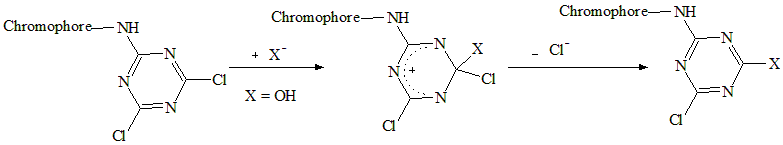 Chromophore—NH
N
N
N
Cl
Cl
+ X⁻
X = OH
Chromophore—NH
N
X
N
+
Cl
N
Cl
– Cl⁻
Chromophore—NH
N
N
X
N
Cl